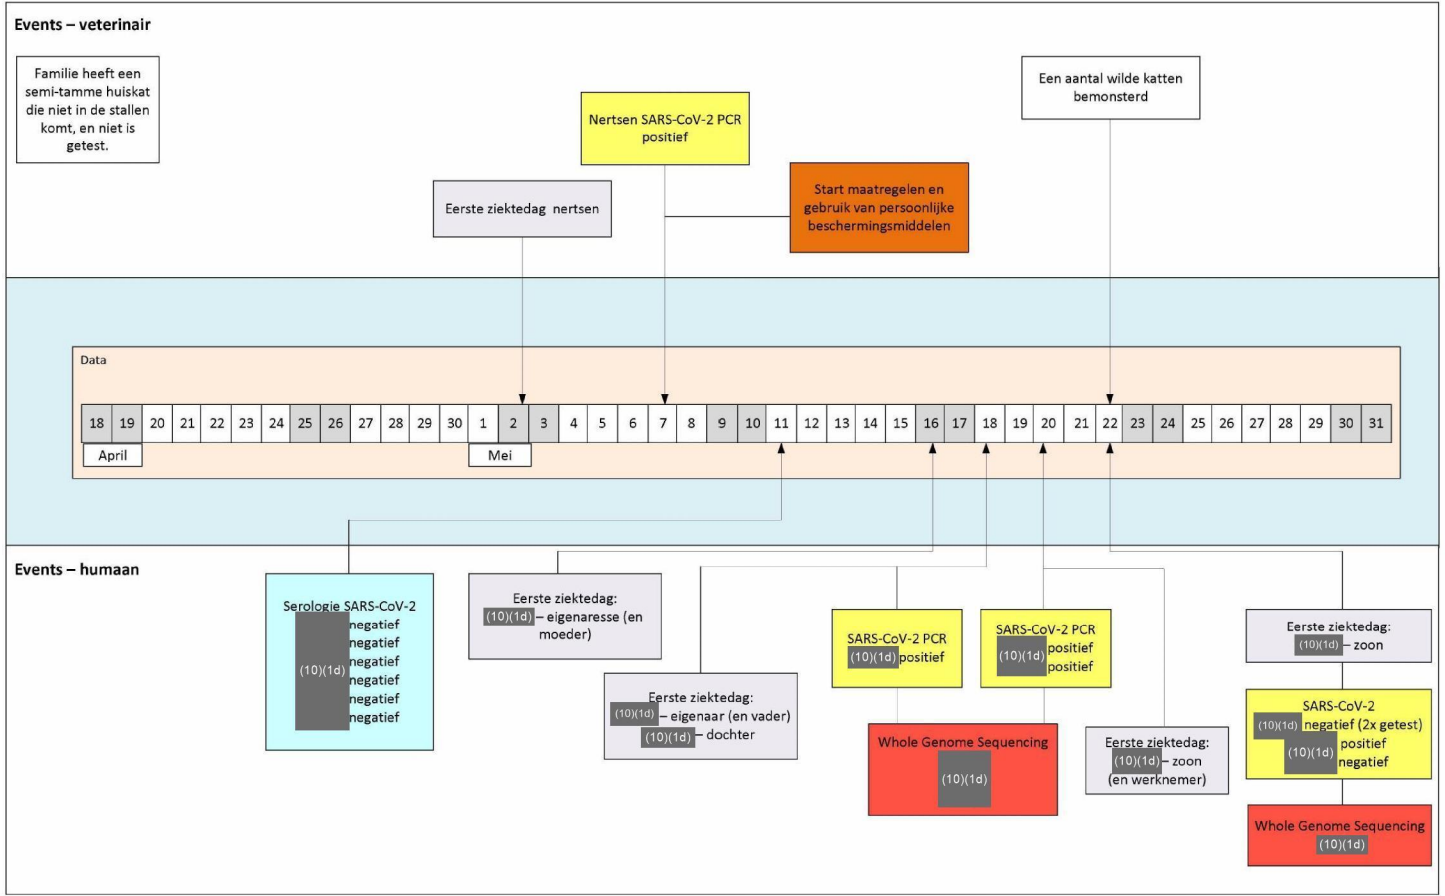 Events – veterinair
Familie heeft een
semi-tamme huiskat
die niet in de stallen
komt, en niet is
getest.
Eerste ziektedag nertsen
Nertsen SARS-CoV-2 PCR
positief
Start maatregelen en
gebruik van persoonlijke
beschermingsmiddelen
Een aantal wilde katten
bemonsterd
Data
18 19 20 21 22 23 24 25 26 27 28 29 30 1 2 3 4 5 6 7 8 9 10 11 12 13 14 15 16 17 18 19 20 21 22 23 24 25 26 27 28 29 30 31
April Mei
Events – humaan
Serologie SARS-CoV-2
negatief
negatief
negatief
(10)(1d)
negatief
negatief
negatief
Eerste ziektedag:
(10)(1d) – eigenaresse (en
moeder)
Eerste ziektedag:
(10)(1d) – eigenaar (en vader)
(10)(1d) – dochter
SARS-CoV-2 PCR
(10)(1d) positief
SARS-CoV-2 PCR
(10)(1d) positief
positief
Whole Genome Sequencing
(10)(1d)
Eerste ziektedag:
(10)(1d) – zoon
(en werknemer)
Eerste ziektedag:
(10)(1d) – zoon
SARS-CoV-2
(10)(1d) negatief (2x getest)
(10)(1d) positief
negatief
Whole Genome Sequencing
(10)(1d)